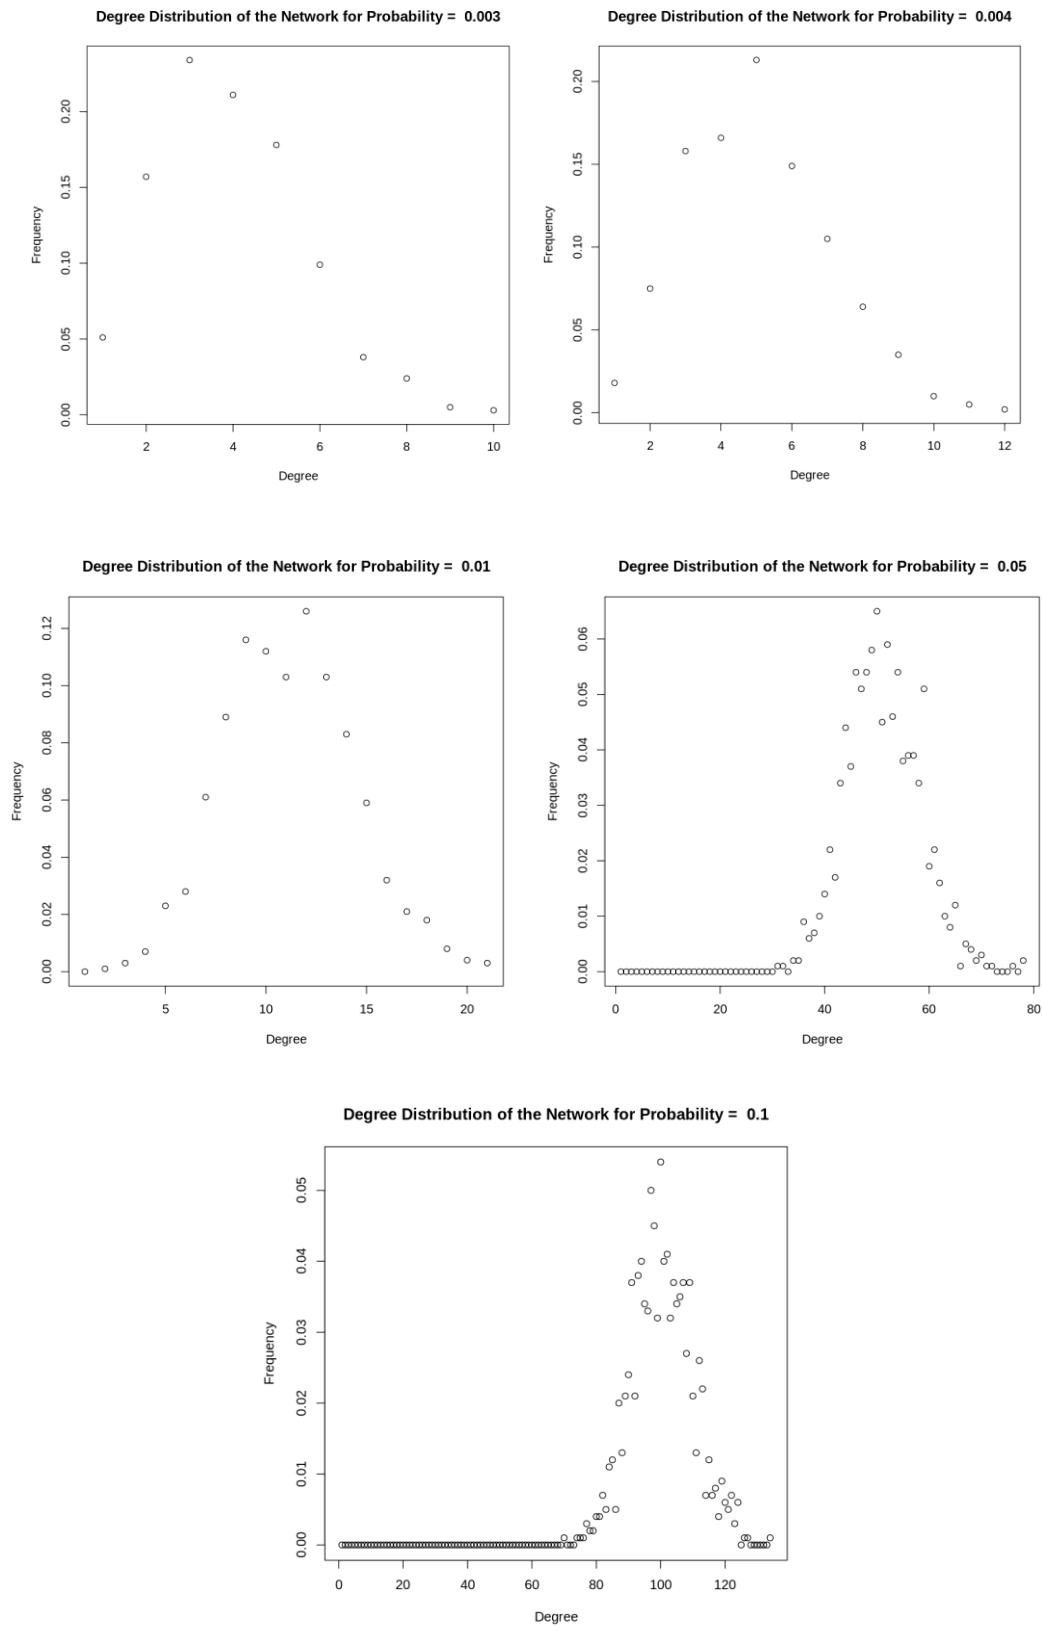 Degree Distribution of the Network for Probability =  0.003
Frequency
0.20
0.15
0.10
0.05
0.00
2 4 6 8 10
Degree
Degree Distribution of the Network for Probability =  0.004
Frequency
0.20
0.15
0.10
0.05
0.00
2 4 6 8 10 12
Degree
Degree Distribution of the Network for Probability =  0.01
Frequency
0.12
0.10
0.08
0.06
0.04
0.02
0.00
5 10 15 20
Degree
Degree Distribution of the Network for Probability =  0.05
Frequency
0.06
0.05
0.04
0.03
0.02
0.01
0.00
0 20 40 60 80
Degree
Degree Distribution of the Network for Probability =  0.1
Frequency
0.05
0.04
0.03
0.02
0.01
0.00
0 20 40 60 80 100 120
Degree